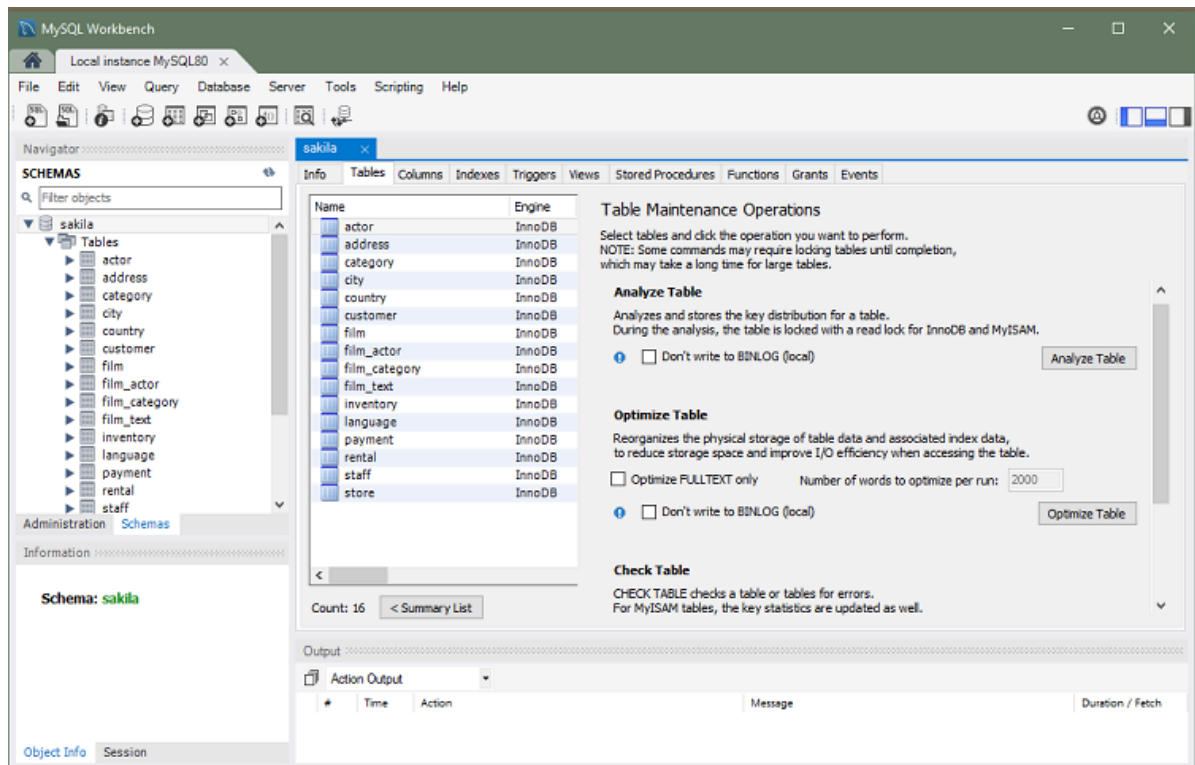 MySQL Workbench
Local instance MySQL80
File Edit View Query Database Server Tools Scripting Help
Navigator
SCHEMAS
Filter objects
sakila
Tables
actor
address
category
city
country
customer
film
film_actor
film_category
film_text
inventory
language
payment
rental
staff
Administration Schemas
Information
Schema: sakila
Object Info Session
sakila
Info Tables Columns Indexes Triggers Views Stored Procedures Functions Grants Events
Name Engine
actor InnoDB
address InnoDB
category InnoDB
city InnoDB
country InnoDB
customer InnoDB
film InnoDB
film_actor InnoDB
film_category InnoDB
film_text InnoDB
inventory InnoDB
language InnoDB
payment InnoDB
rental InnoDB
staff InnoDB
store InnoDB
Count: 16 < Summary List
Table Maintenance Operations
Select tables and click the operation you want to perform.
NOTE: Some commands may require locking tables until completion,
which may take a long time for large tables.
Analyze Table
Analyzes and stores the key distribution for a table.
During the analysis, the table is locked with a read lock for InnoDB and MyISAM.
Don't write to BINLOG (local) Analyze Table
Optimize Table
Reorganizes the physical storage of table data and associated index data,
to reduce storage space and improve I/O efficiency when accessing the table.
Optimize FULLTEXT only Number of words to optimize per run: 2000
Don't write to BINLOG (local) Optimize Table
Check Table
CHECK TABLE checks a table or tables for errors.
For MyISAM tables, the key statistics are updated as well.
Output
Action Output
# Time Action Message Duration / Fetch